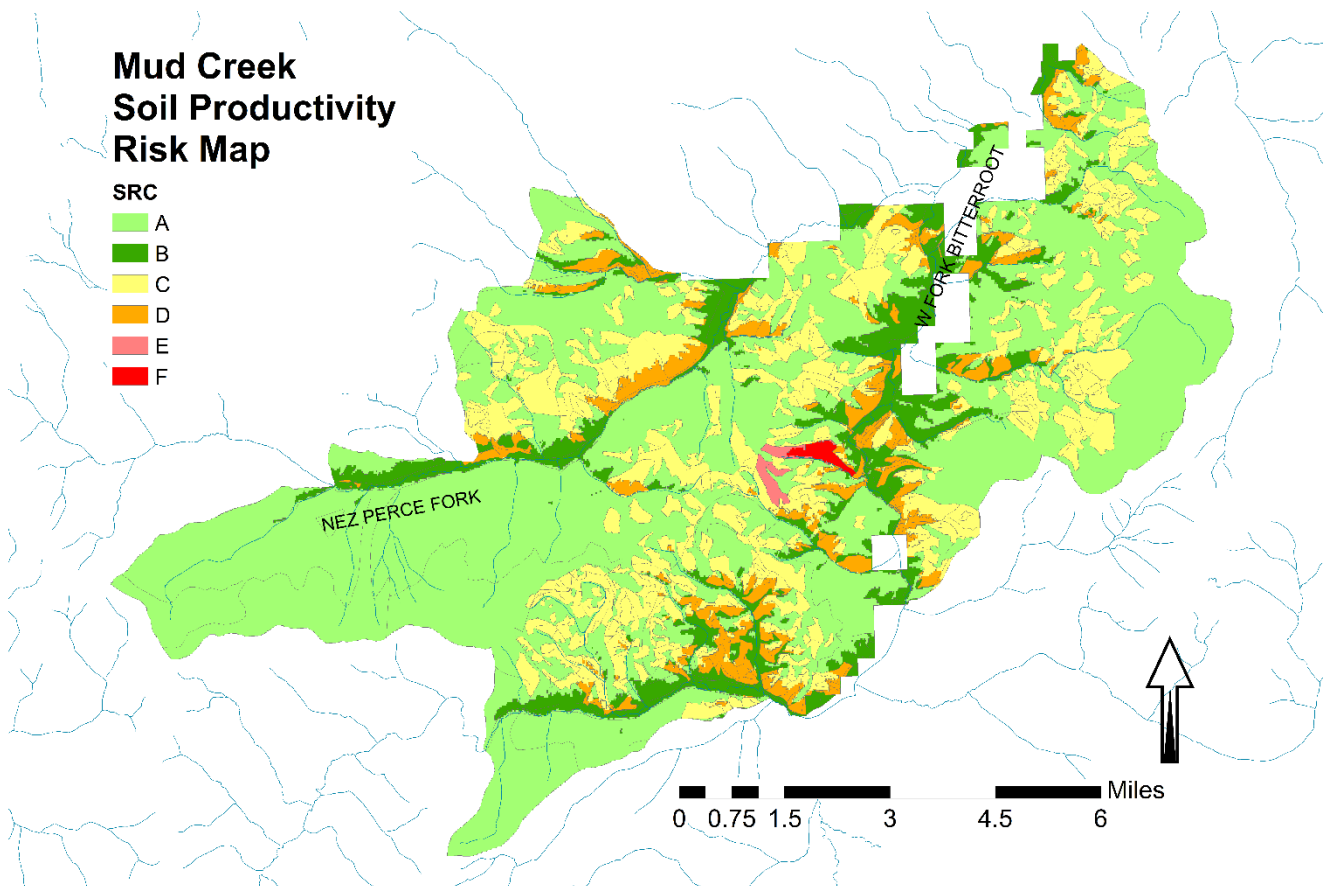 Mud Creek
Soil Productivity
Risk Map
SRC
A
B
C
D
E
F
W FORK BITTERROOT
NEZ PERCE FORK
Miles
0 0.75 1.5 3 4.5 6